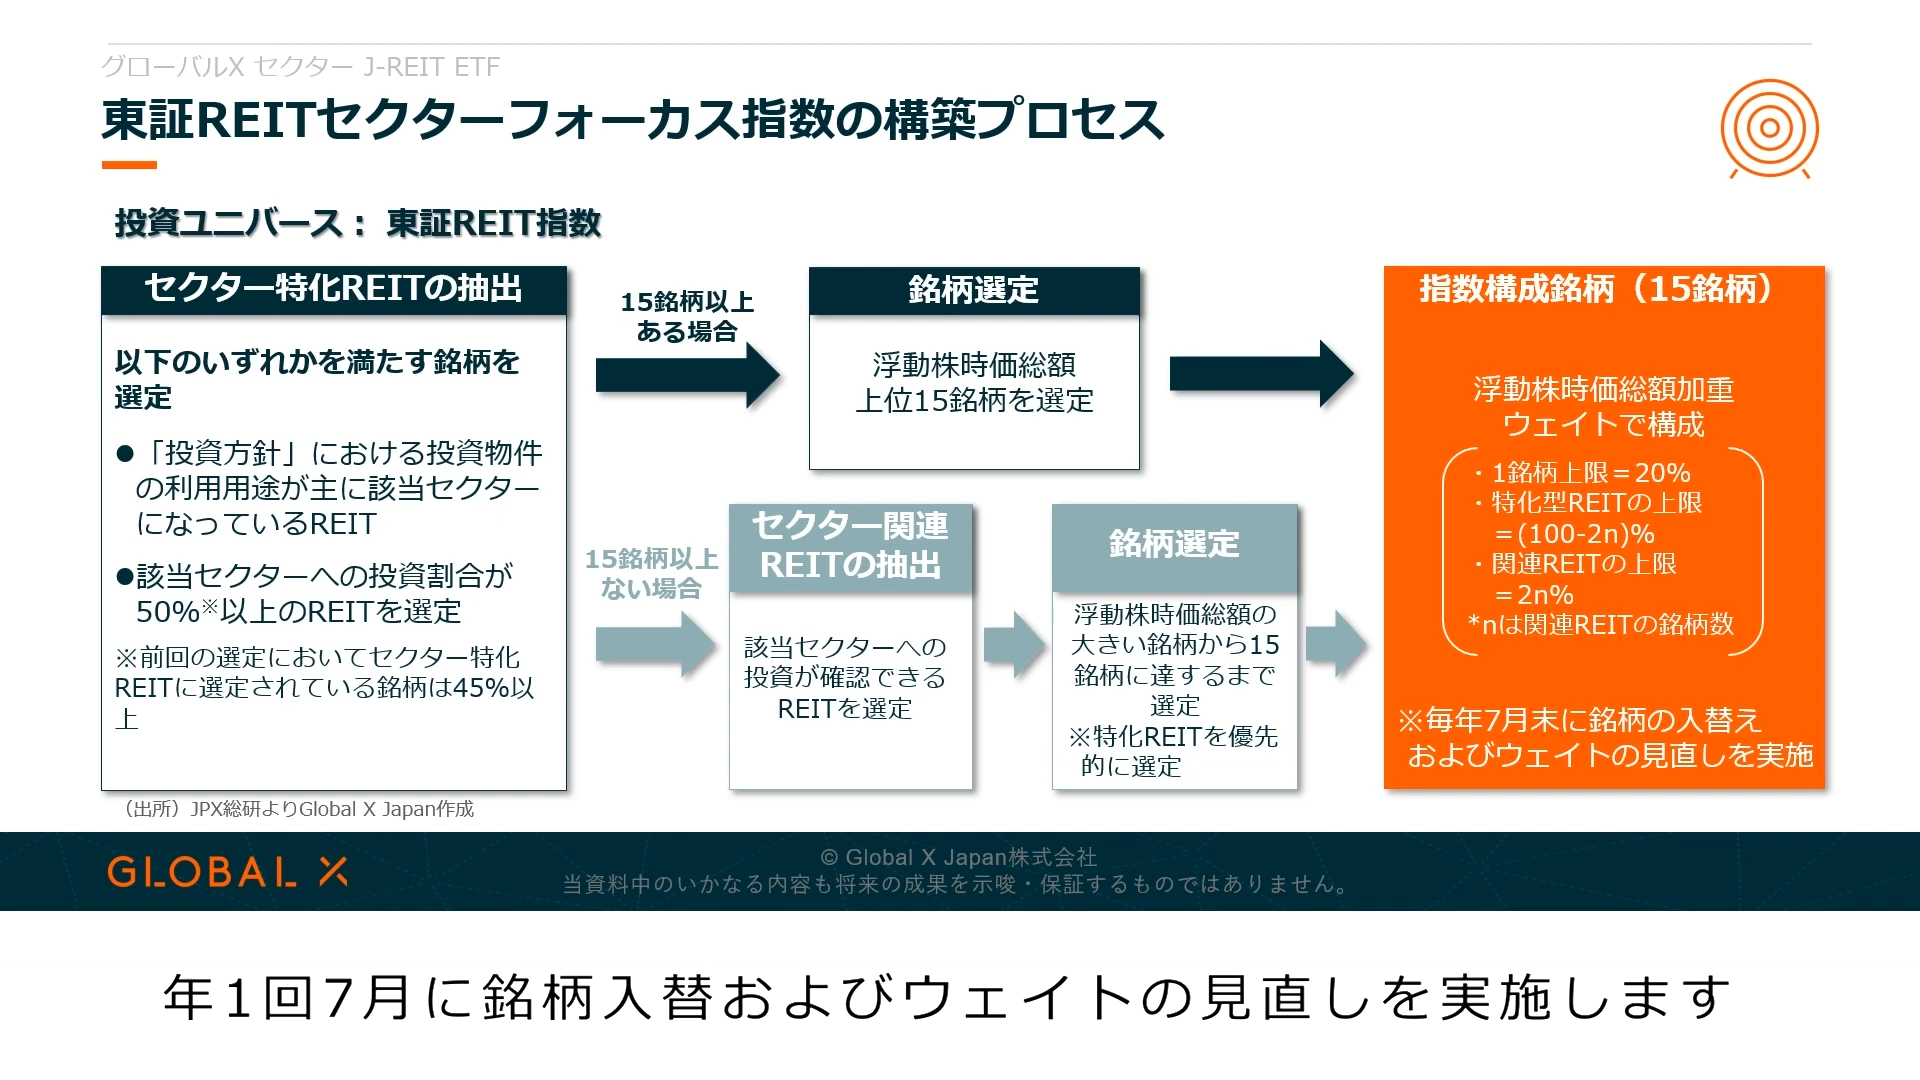 グローバルX セクター J-REIT ETF
東証REITセクターフォーカス指数の構築プロセス
投資ユニバース： 東証REIT指数
セクター特化REITの抽出
以下のいずれかを満たす銘柄を
選定
●「投資方針」における投資物件
の利用用途が主に該当セクター
になっているREIT
●該当セクターへの投資割合が
50%※以上のREITを選定
※前回の選定においてセクター特化
REITに選定されている銘柄は45%以
上
（出所）JPX総研よりGlobal X Japan作成
15銘柄以上
ある場合
銘柄選定
浮動株時価総額
上位15銘柄を選定
15銘柄以上
ない場合
セクター関連
REITの抽出
該当セクターへの
投資が確認できる
REITを選定
銘柄選定
浮動株時価総額の
大きい銘柄から15
銘柄に達するまで
選定
※特化REITを優先
的に選定
指数構成銘柄（15銘柄）
浮動株時価総額加重
ウェイトで構成
・1銘柄上限＝20%
・特化型REITの上限
＝(100-2n)%
・関連REITの上限
＝2n%
*nは関連REITの銘柄数
※毎年7月末に銘柄の入替え
およびウェイトの見直しを実施
GLOBAL X
© Global X Japan株式会社
当資料中のいかなる内容も将来の成果を示唆・保証するものではありません。
年1回7月に銘柄入替およびウェイトの見直しを実施します